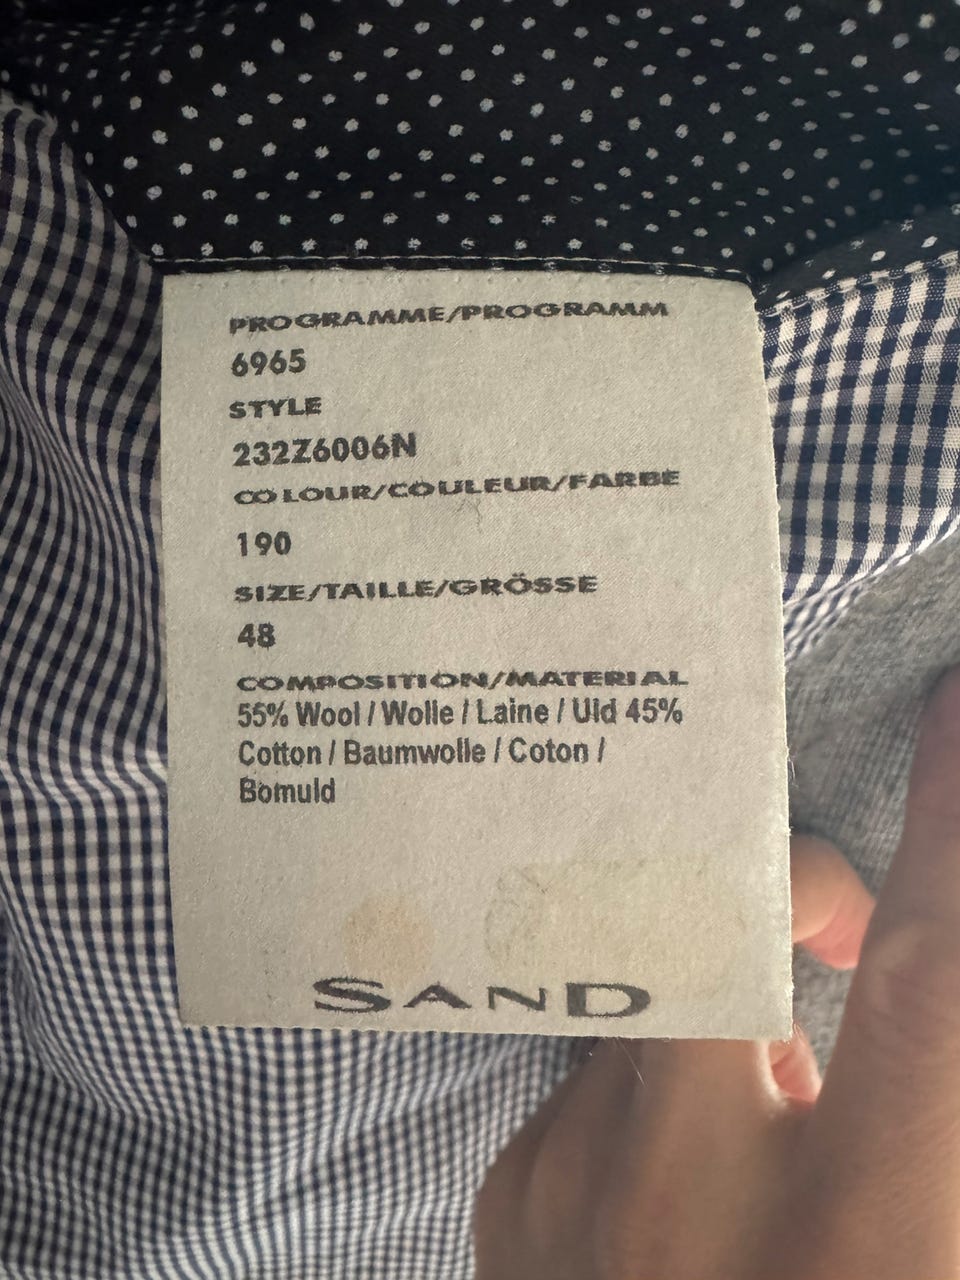 PROGRAMME/PROGRAMM
6965
STYLE
232Z6006N
COLOUR/COULEUR/FARBE
190
SIZE/TAILLE/GRÖSSE
48
COMPOSITION/MATERIAL
55% Wool / Wolle / Laine / Uld 45%
Cotton / Baumwolle / Coton /
Bomuld
SAND